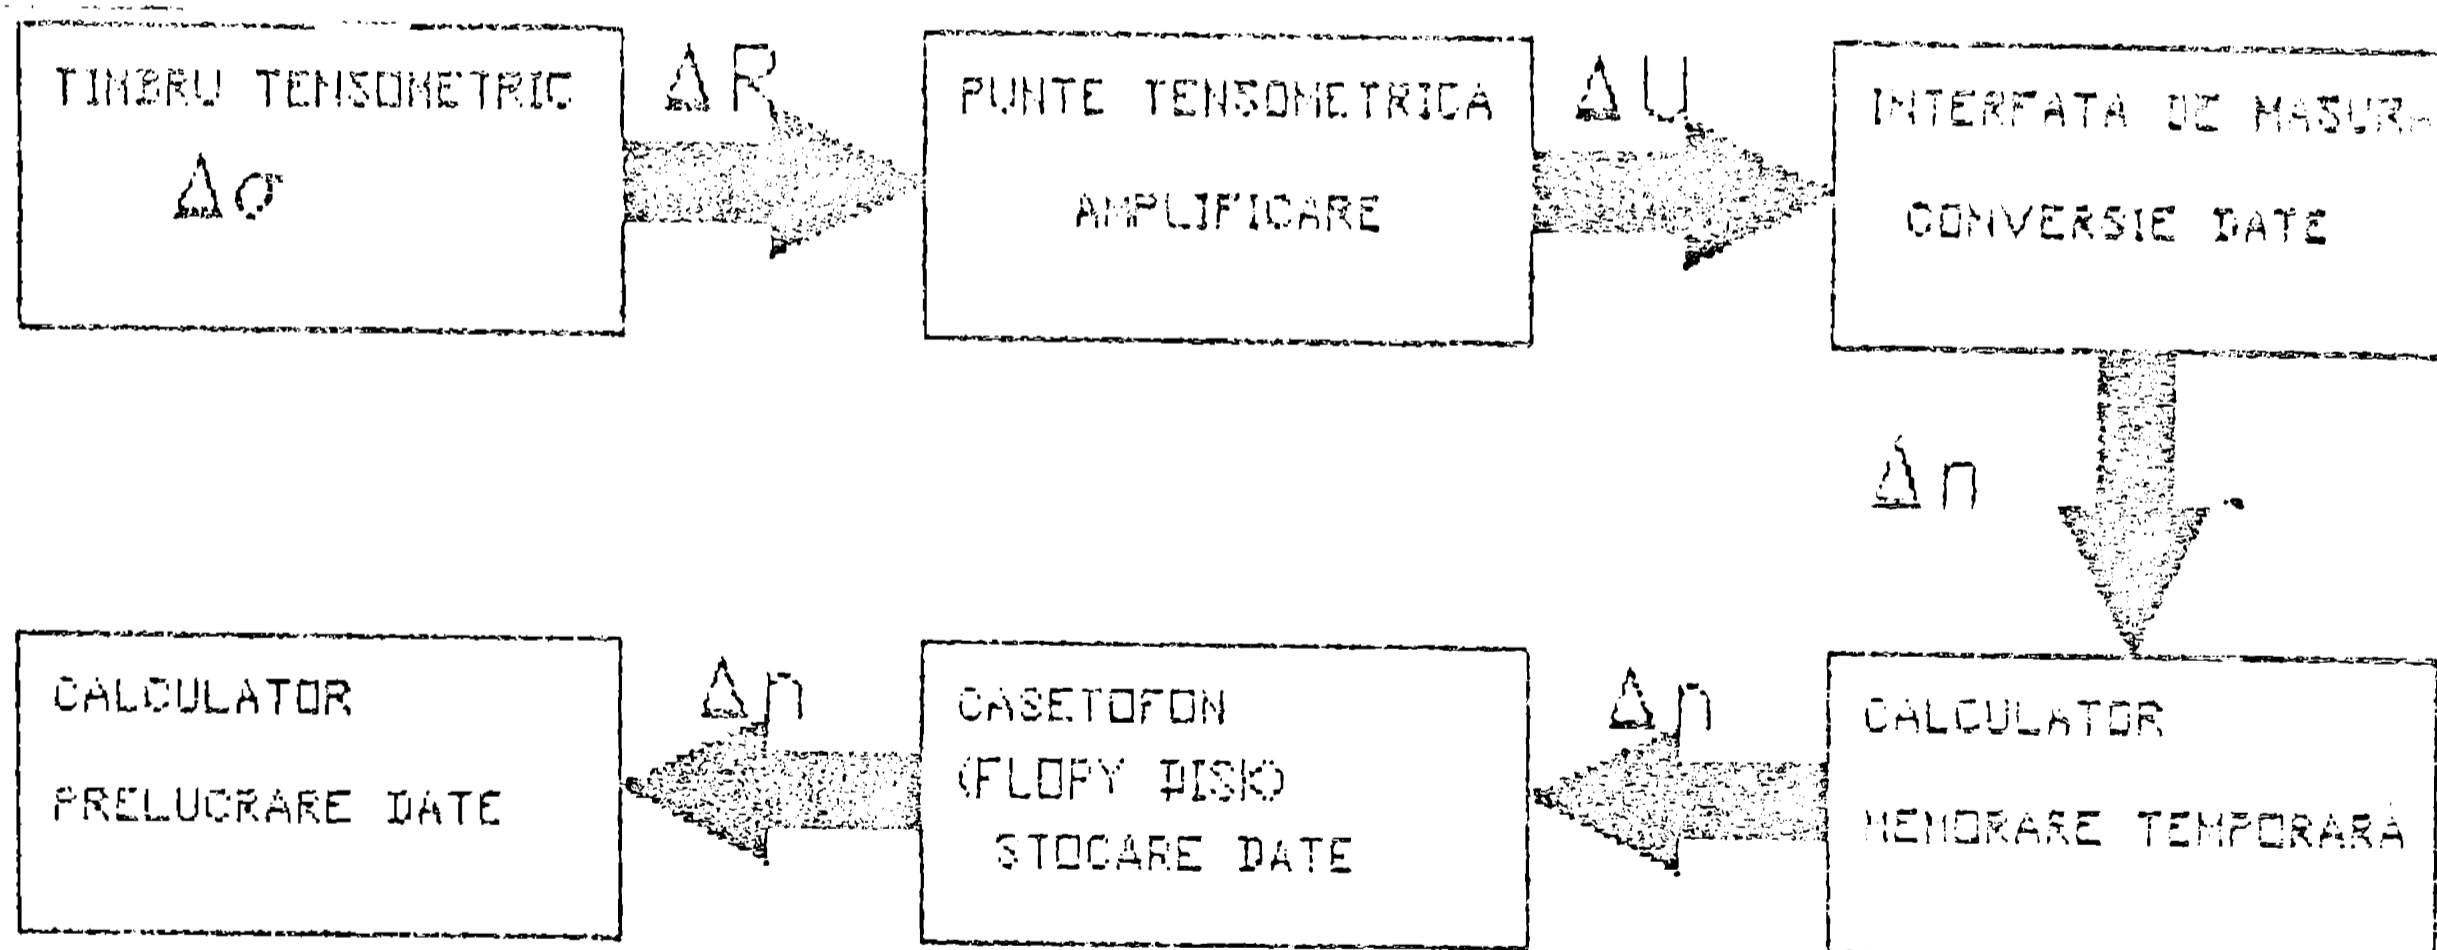 TIMBRU TENSOMETRIC
Δσ
ΔR
PUNTE TENSOMETRICA
AMPLIFICARE
ΔU
INTERFATA DE MASURA
CONVERSIE DATE
Δn
CALCULATOR
MEMORARE TEMPORARA
Δn
CASETOFON
(FLOPY DISK)
STOCARE DATE
Δn
CALCULATOR
PRELUCRARE DATE